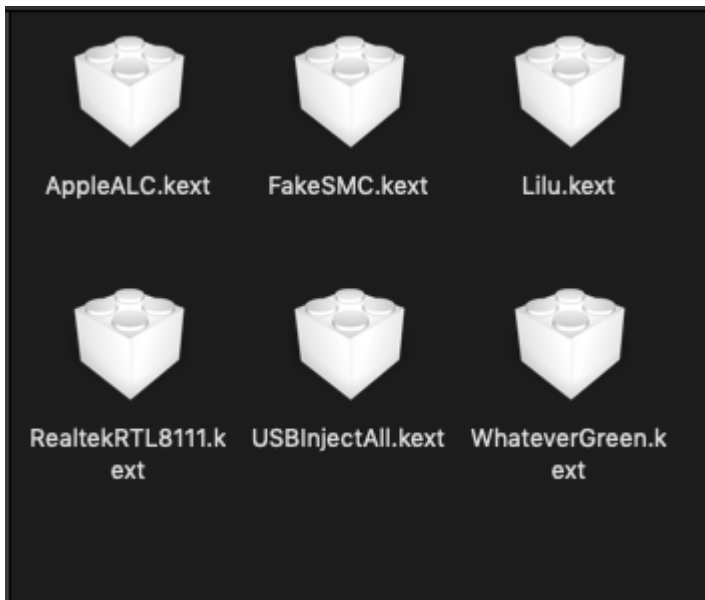 AppleALC.kext
FakeSMC.kext
Lilu.kext
RealtekRTL8111.k
ext
USBInjectAll.kext
WhateverGreen.k
ext